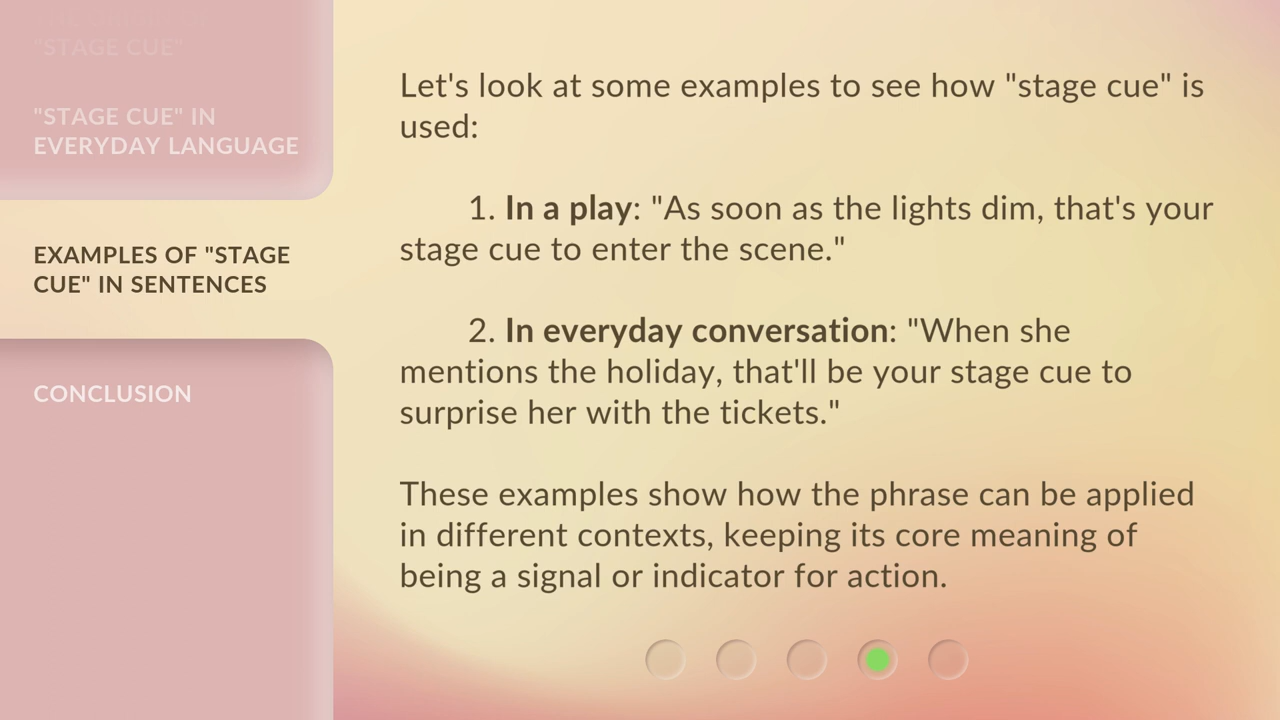 "STAGE CUE"
"STAGE CUE" IN
EVERYDAY LANGUAGE
EXAMPLES OF "STAGE
CUE" IN SENTENCES
CONCLUSION
Let's look at some examples to see how "stage cue" is
used:
1. In a play: "As soon as the lights dim, that's your
stage cue to enter the scene."
2. In everyday conversation: "When she
mentions the holiday, that'll be your stage cue to
surprise her with the tickets."
These examples show how the phrase can be applied
in different contexts, keeping its core meaning of
being a signal or indicator for action.